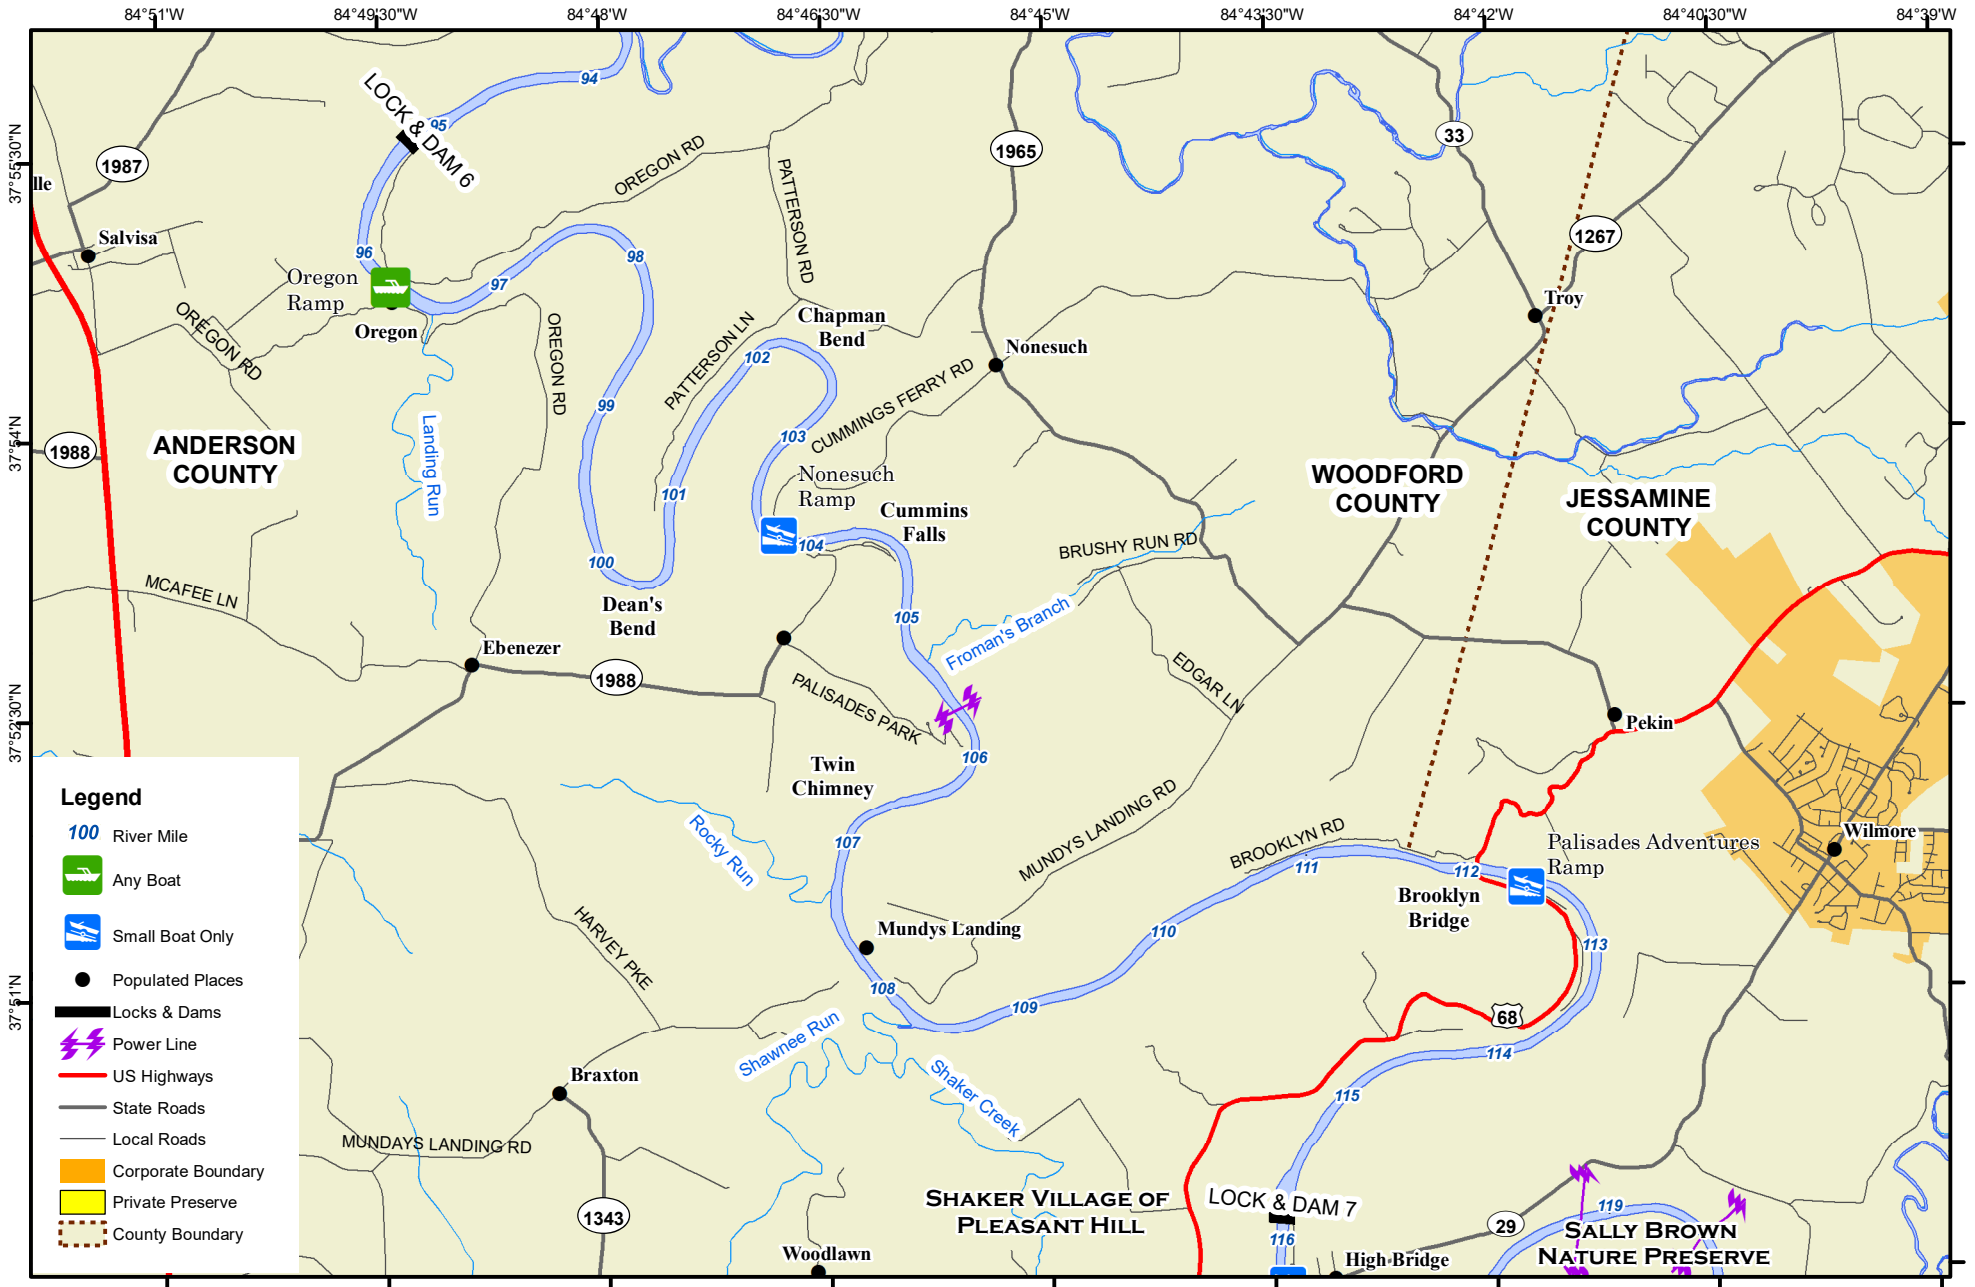 84°51'W
84°49'30"W
84°48'W
84°46'30"W
84°45'W
84°43'30"W
84°42'W
84°40'30"W
84°39'W
37°55'30"N
37°54'N
37°52'30"N
37°51'N
94
LOCK & DAM 6
95
1987
lle
Salvisa
96
Oregon
Ramp
Oregon
OREGON RD
OREGON RD
97
98
OREGON RD
PATTERSON RD
1965
33
1267
Troy
Chapman
Bend
PATTERSON LN
102
Nonesuch
CUMMINGS FERRY RD
99
103
Landing Run
1988
ANDERSON
COUNTY
Nonesuch
Ramp
101
Cummins
Falls
104
100
WOODFORD
COUNTY
JESSAMINE
COUNTY
BRUSHY RUN RD
MCAFEE LN
Dean's
Bend
105
Froman's Branch
Ebenezer
1988
PALISADES PARK
EDGAR LN
Pekin
106
Twin
Chimney
MUNDYS LANDING RD
107
Rocky Run
BROOKLYN RD
111
112
Palisades Adventures
Ramp
Wilmore
Brooklyn
Bridge
HARVEY PKE
Mundys Landing
110
113
108
109
68
114
Shawnee Run
Shaker Creek
115
Braxton
MUNDAYS LANDING RD
1343
SHAKER VILLAGE OF
PLEASANT HILL
LOCK & DAM 7
116
Woodlawn
High Bridge
29
119
SALLY BROWN
NATURE PRESERVE
Legend
100 River Mile
Any Boat
Small Boat Only
Populated Places
Locks & Dams
Power Line
US Highways
State Roads
Local Roads
Corporate Boundary
Private Preserve
County Boundary